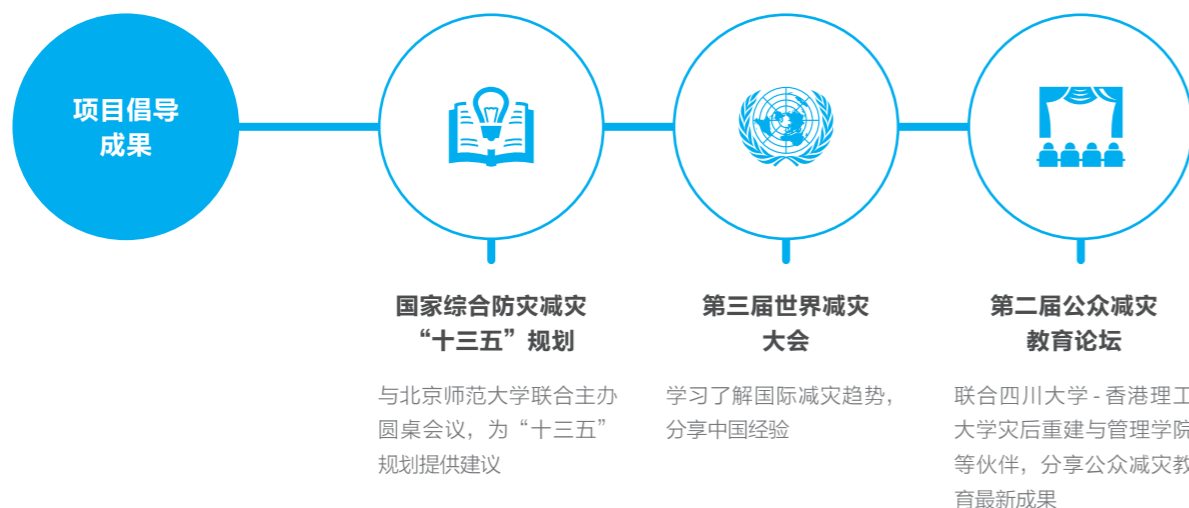 项目倡导
成果
国家综合防灾减灾
“十三五”规划
与北京师范大学联合主办
圆桌会议，为“十三五”
规划提供建议
第三届世界减灾
大会
学习了解国际减灾趋势，
分享中国经验
第二届公众减灾
教育论坛
联合四川大学 - 香港理工
大学灾后重建与管理学院
等伙伴，分享公众减灾教
育最新成果